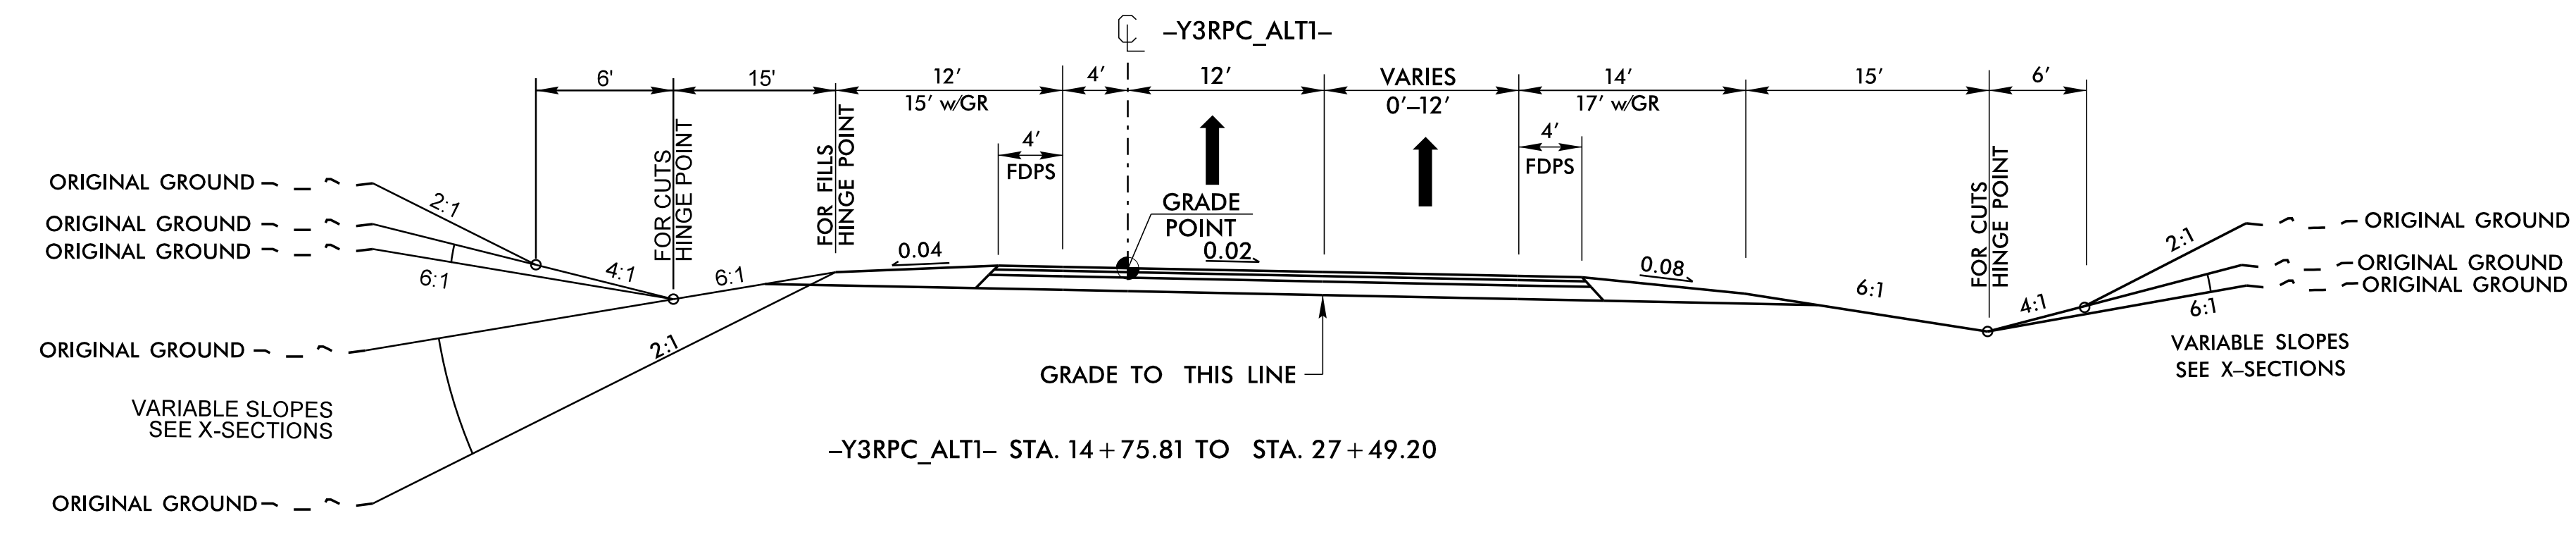 ℄ –Y3RPC_ALT1–
6'
15'
12'
15' w/GR
4'
12'
VARIES
0'–12'
14'
17' w/GR
15'
6'
4'
FDPS
4'
FDPS
FOR CUTS
HINGE POINT
FOR FILLS
HINGE POINT
FOR CUTS
HINGE POINT
GRADE
POINT
ORIGINAL GROUND
ORIGINAL GROUND
ORIGINAL GROUND
2:1
6:1
4:1
6:1
0.04
0.02
0.08
6:1
4:1
2:1
6:1
ORIGINAL GROUND
ORIGINAL GROUND
ORIGINAL GROUND
VARIABLE SLOPES
SEE X–SECTIONS
ORIGINAL GROUND
2:1
GRADE TO THIS LINE
VARIABLE SLOPES
SEE X-SECTIONS
–Y3RPC_ALT1– STA. 14+75.81 TO STA. 27+49.20
ORIGINAL GROUND